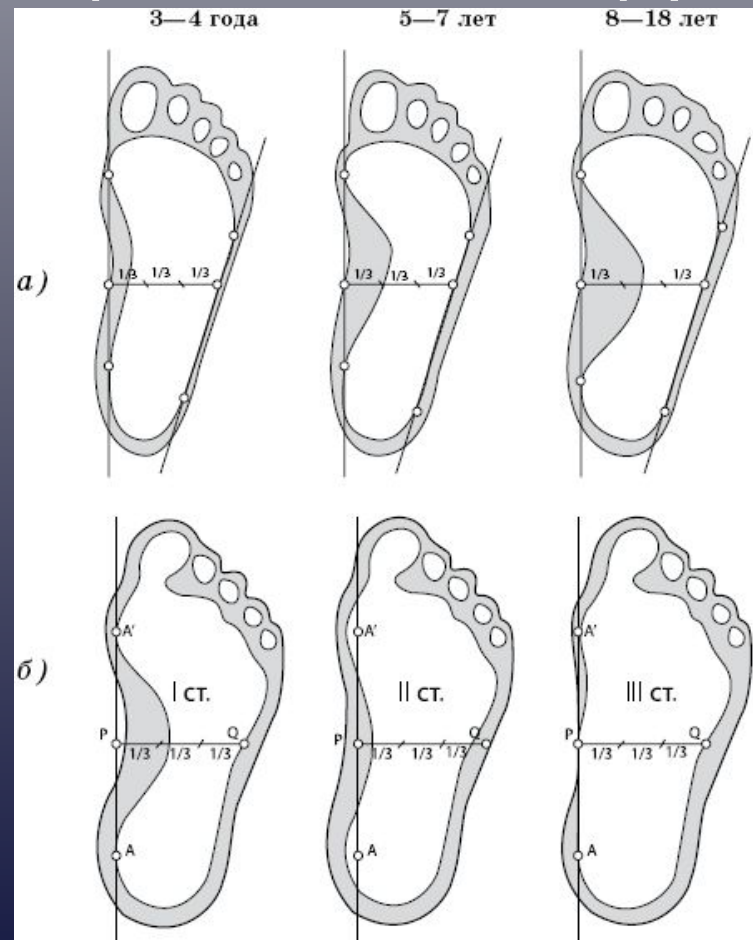 3—4 года 5—7 лет 8—18 лет
а)
1/3 1/3 1/3
1/3 1/3 1/3
1/3 1/3
б)
A' A' A'
I ст. II ст. III ст.
P Q P Q P Q
1/3 1/3 1/3 1/3 1/3 1/3 1/3 1/3 1/3
A A A